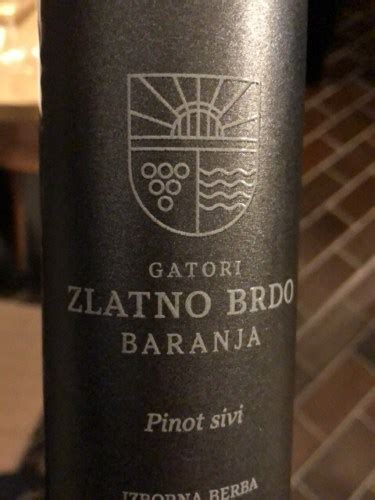 GATORI
ZLATNO BRDO
BARANJA
Pinot sivi
IZBORNA BERBA